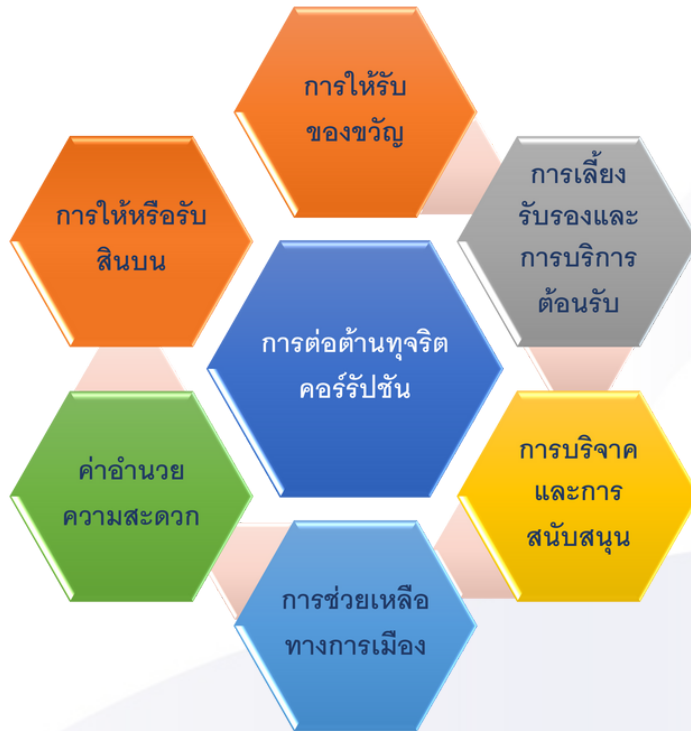 การให้รับ
ของขวัญ
การเลี้ยง
รับรองและ
การบริการ
ต้อนรับ
การให้หรือรับ
สินบน
การต่อต้านทุจริต
คอร์รัปชัน
การบริจาค
และการ
สนับสนุน
ค่าอำนวย
ความสะดวก
การช่วยเหลือ
ทางการเมือง